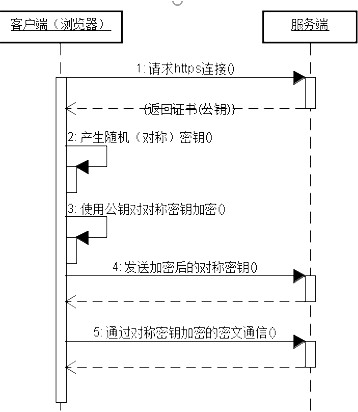 客户端（浏览器）
服务端
1: 请求https连接()
(返回证书(公钥))
2: 产生随机（对称）密钥()
3: 使用公钥对对称密钥加密()
4: 发送加密后的对称密钥()
5: 通过对称密钥加密的密文通信()